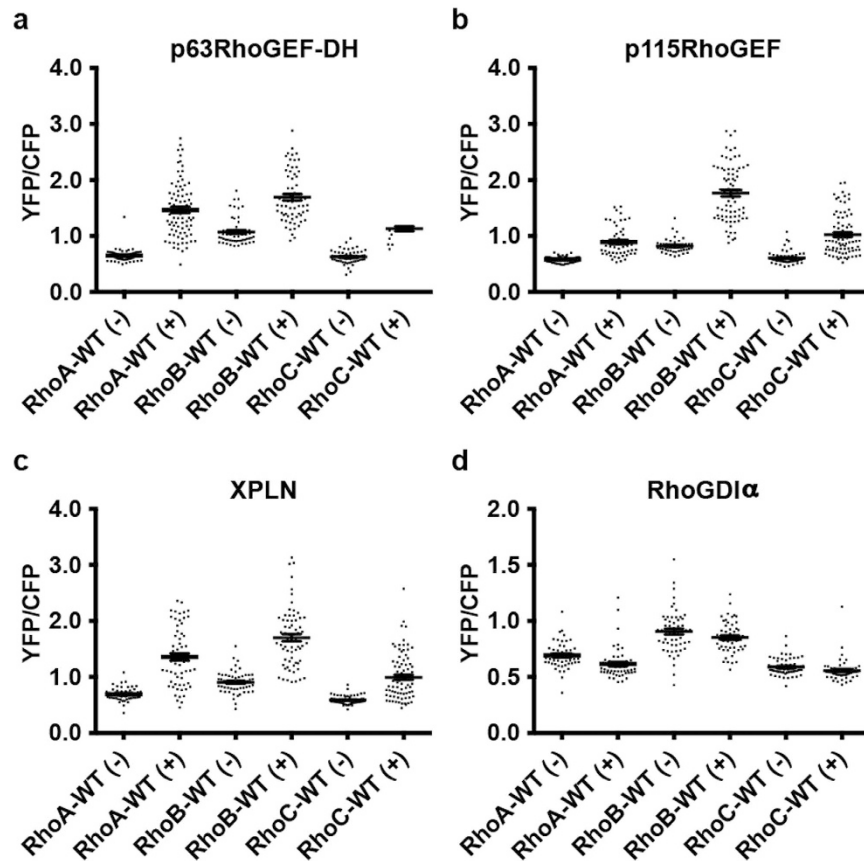 a
p63RhoGEF-DH
YFP/CFP
4.0
3.0
2.0
1.0
0.0
RhoA-WT (-)
RhoA-WT (+)
RhoB-WT (-)
RhoB-WT (+)
RhoC-WT (-)
RhoC-WT (+)
b
p115RhoGEF
YFP/CFP
4.0
3.0
2.0
1.0
0.0
RhoA-WT (-)
RhoA-WT (+)
RhoB-WT (-)
RhoB-WT (+)
RhoC-WT (-)
RhoC-WT (+)
c
XPLN
YFP/CFP
4.0
3.0
2.0
1.0
0.0
RhoA-WT (-)
RhoA-WT (+)
RhoB-WT (-)
RhoB-WT (+)
RhoC-WT (-)
RhoC-WT (+)
d
RhoGDIα
YFP/CFP
2.0
1.5
1.0
0.5
0.0
RhoA-WT (-)
RhoA-WT (+)
RhoB-WT (-)
RhoB-WT (+)
RhoC-WT (-)
RhoC-WT (+)